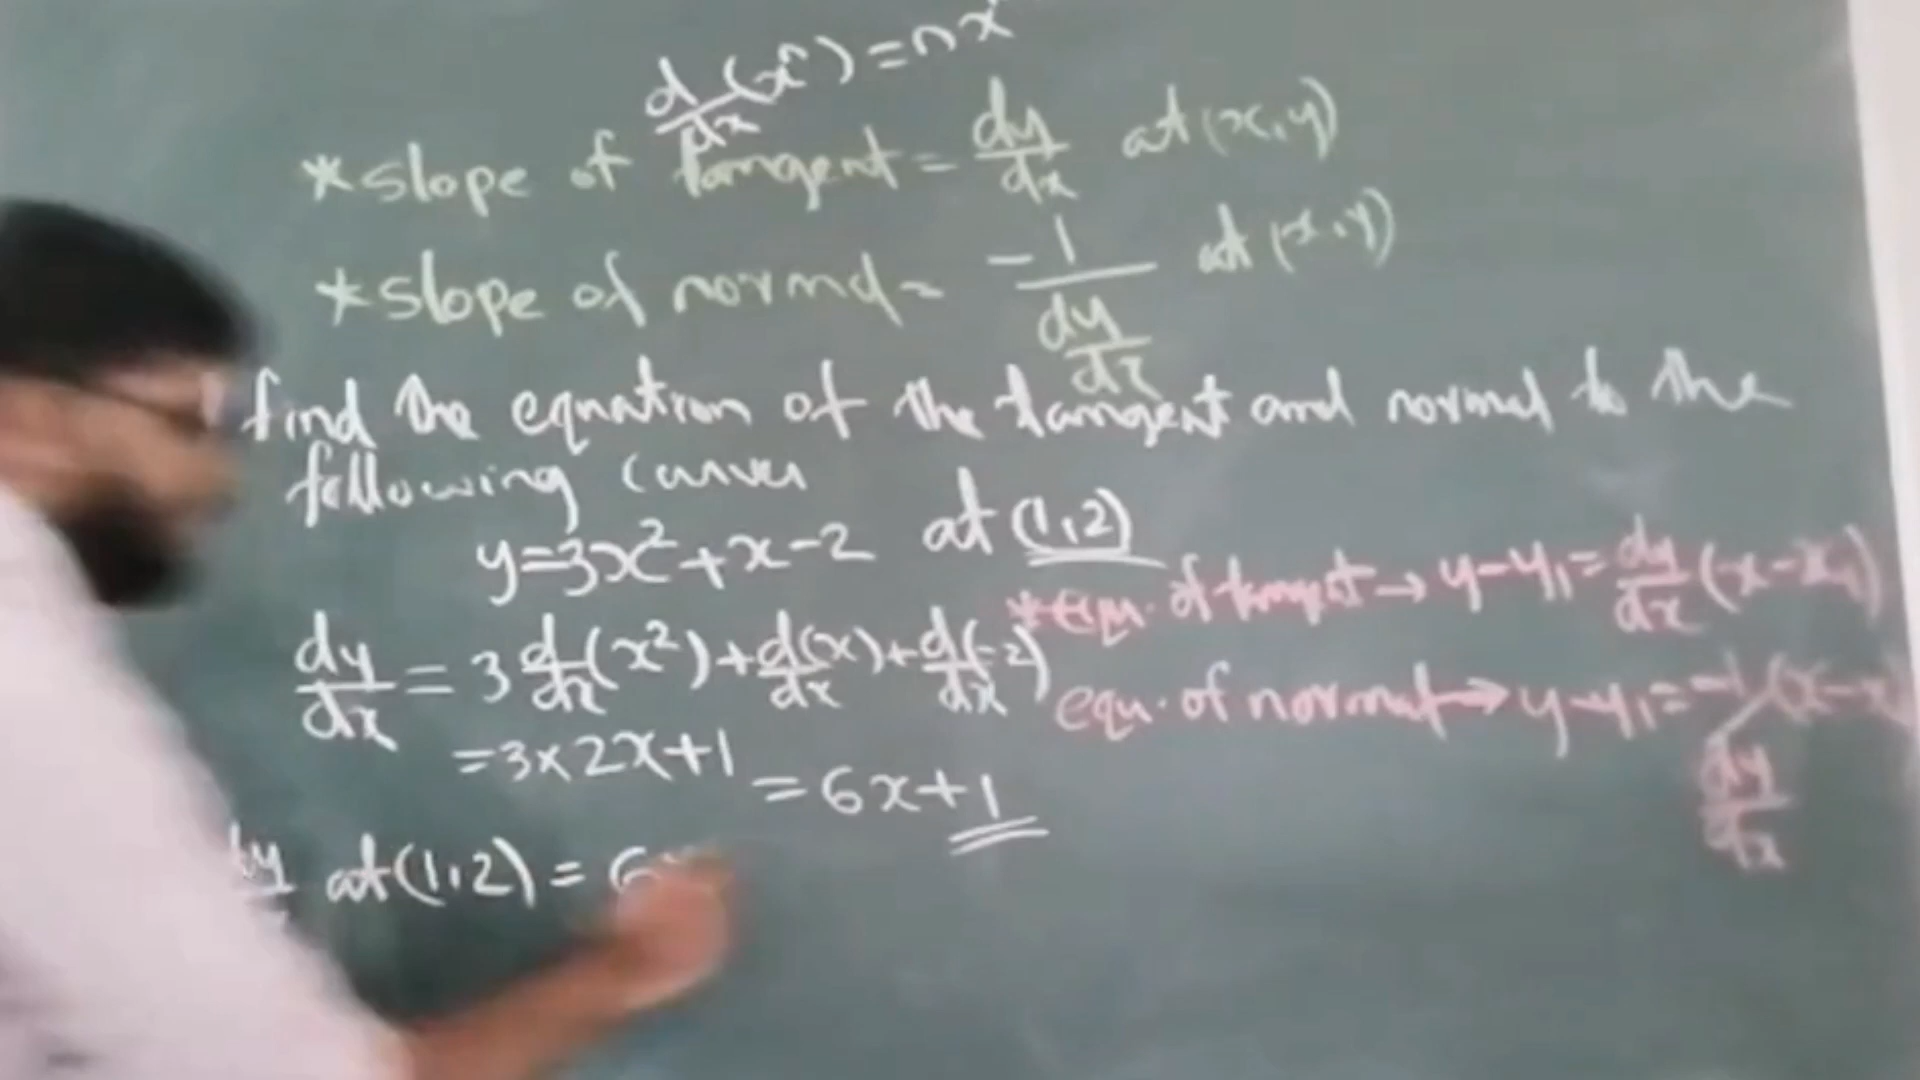 d/dx (xⁿ) = nx
*slope of tangent = dy/dx at (x,y)
*slope of normal = -1/(dy/dx) at (x,y)
find the equation of the tangent and normal to the
following curves
y=3x²+x-2 at (1,2)
*equ. of tangent → y-y₁ = dy/dx (x-x₁)
dy/dx = 3 d/dx (x²) + d(x)/dx + d(-2)/dx
equ. of normal → y-y₁ = -1/(dy/dx) (x-x
=3×2x+1 = 6x+1
dy at (1,2) = 6